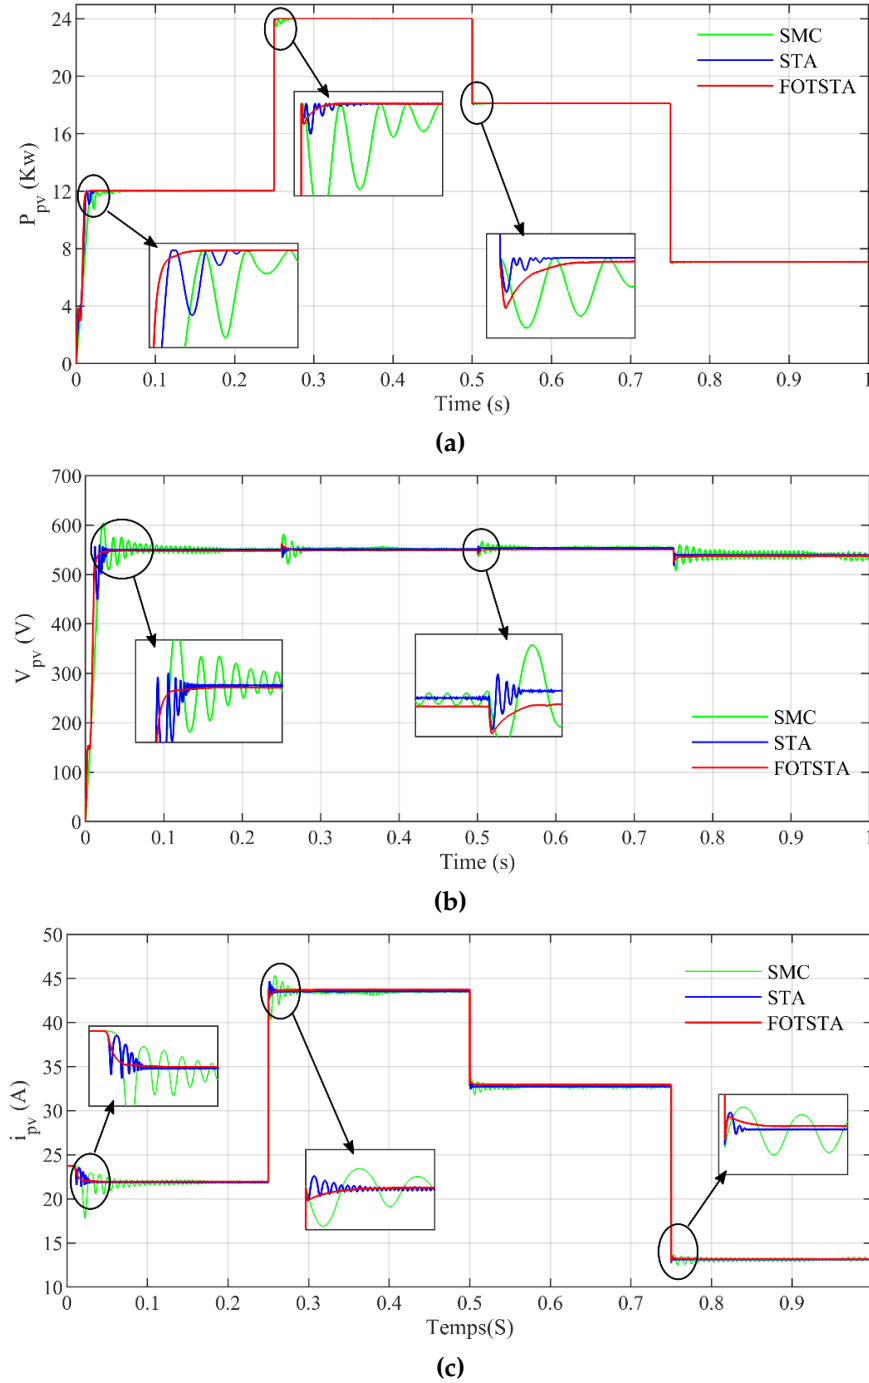 24
20
16
12
8
4
0
P_pv (Kw)
SMC
STA
FOTSTA
0.1 0.2 0.3 0.4 0.5 0.6 0.7 0.8 0.9 1
Time (s)
(a)
700
600
500
400
300
200
100
0
V_pv (V)
SMC
STA
FOTSTA
0 0.1 0.2 0.3 0.4 0.5 0.6 0.7 0.8 0.9 1
Time (s)
(b)
50
45
40
35
30
25
20
15
10
i_pv (A)
SMC
STA
FOTSTA
0 0.1 0.2 0.3 0.4 0.5 0.6 0.7 0.8 0.9
Temps(S)
(c)